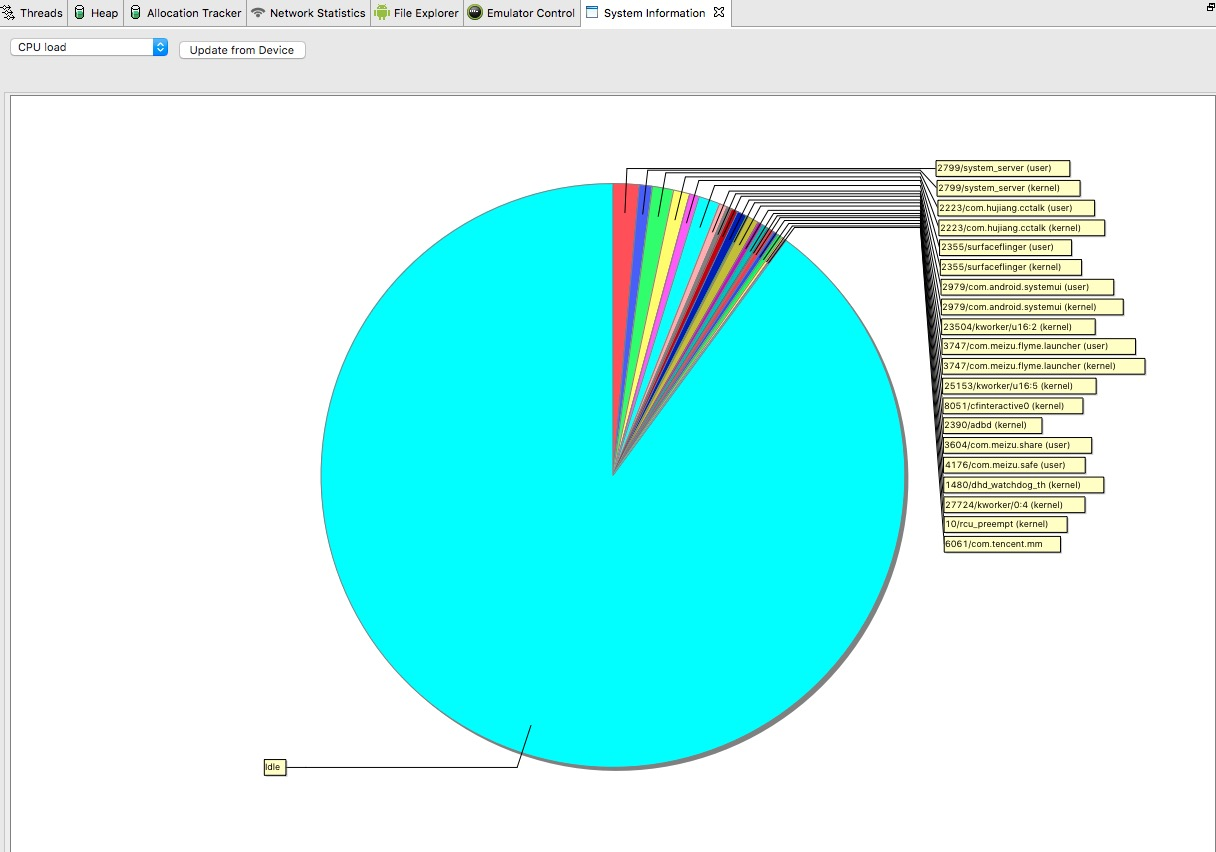 Threads Heap Allocation Tracker Network Statistics File Explorer Emulator Control System Information
CPU load Update from Device
2799/system_server (user)
2799/system_server (kernel)
2223/com.hujiang.cctalk (user)
2223/com.hujiang.cctalk (kernel)
2355/surfaceflinger (user)
2355/surfaceflinger (kernel)
2979/com.android.systemui (user)
2979/com.android.systemui (kernel)
23504/kworker/u16:2 (kernel)
3747/com.meizu.flyme.launcher (user)
3747/com.meizu.flyme.launcher (kernel)
25153/kworker/u16:5 (kernel)
8051/cfinteractive0 (kernel)
2390/adbd (kernel)
3604/com.meizu.share (user)
4176/com.meizu.safe (user)
1480/dhd_watchdog_th (kernel)
27724/kworker/0:4 (kernel)
10/rcu_preempt (kernel)
6061/com.tencent.mm
Idle